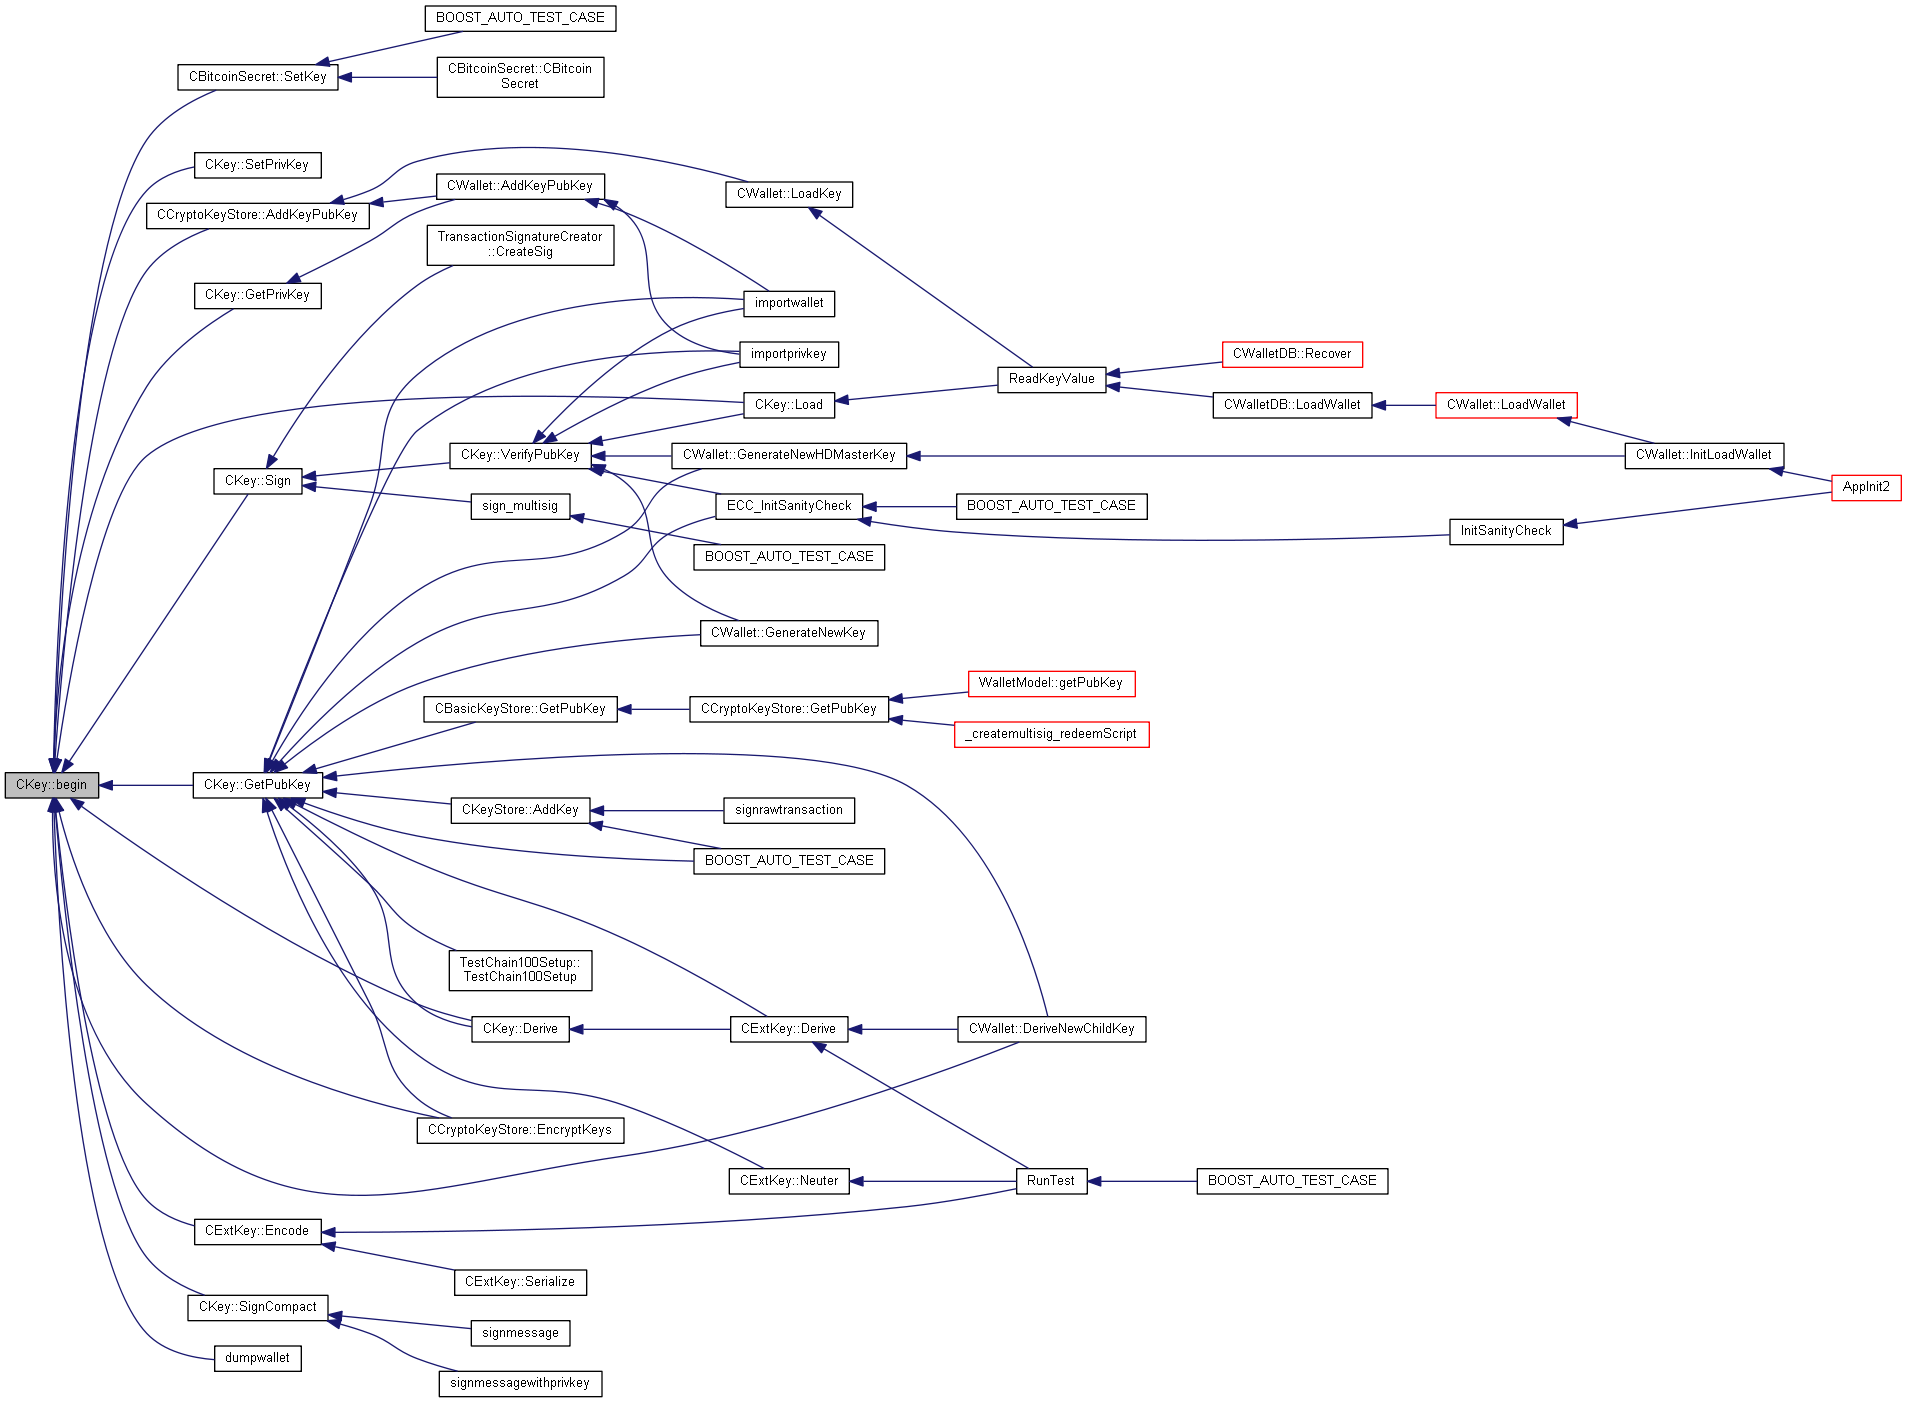 BOOST_AUTO_TEST_CASE
CBitcoinSecret::SetKey
CBitcoinSecret::CBitcoin
Secret
CKey::SetPrivKey
CWallet::AddKeyPubKey
CWallet::LoadKey
CCryptoKeyStore::AddKeyPubKey
TransactionSignatureCreator
::CreateSig
CKey::GetPrivKey
importwallet
importprivkey
CWalletDB::Recover
ReadKeyValue
CKey::Load
CWalletDB::LoadWallet
CWallet::LoadWallet
CKey::VerifyPubKey
CWallet::GenerateNewHDMasterKey
CWallet::InitLoadWallet
CKey::Sign
AppInit2
sign_multisig
ECC_InitSanityCheck
BOOST_AUTO_TEST_CASE
InitSanityCheck
BOOST_AUTO_TEST_CASE
CWallet::GenerateNewKey
WalletModel::getPubKey
CBasicKeyStore::GetPubKey
CCryptoKeyStore::GetPubKey
_createmultisig_redeemScript
CKey::begin
CKey::GetPubKey
CKeyStore::AddKey
signrawtransaction
BOOST_AUTO_TEST_CASE
TestChain100Setup::
TestChain100Setup
CKey::Derive
CExtKey::Derive
CWallet::DeriveNewChildKey
CCryptoKeyStore::EncryptKeys
CExtKey::Neuter
RunTest
BOOST_AUTO_TEST_CASE
CExtKey::Encode
CExtKey::Serialize
CKey::SignCompact
signmessage
dumpwallet
signmessagewithprivkey